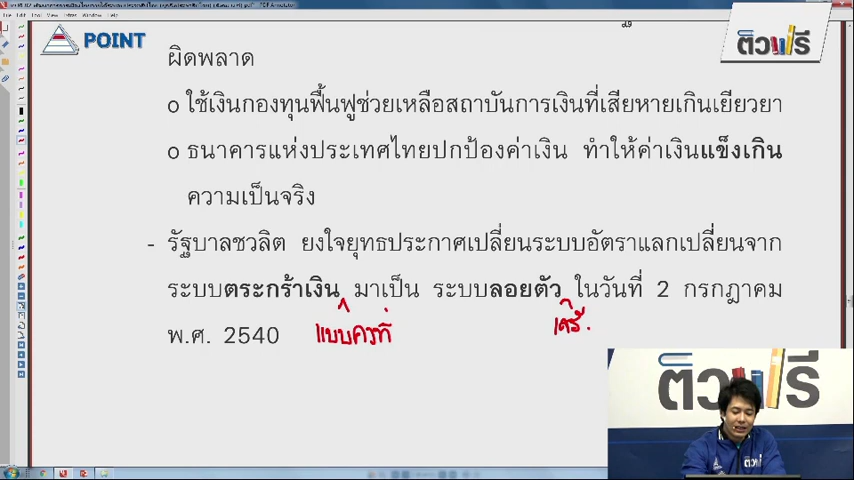 POINT
ติวฟรี
ผิดพลาด
o ใช้เงินกองทุนฟื้นฟูช่วยเหลือสถาบันการเงินที่เสียหายเกินเยียวยา
o ธนาคารแห่งประเทศไทยปกป้องค่าเงิน ทำให้ค่าเงินแข็งเกิน
ความเป็นจริง
- รัฐบาลชวลิต ยงใจยุทธประกาศเปลี่ยนระบบอัตราแลกเปลี่ยนจาก
ระบบตระกร้าเงิน มาเป็น ระบบลอยตัว ในวันที่ 2 กรกฎาคม
พ.ศ. 2540
แบบคงที่
เสรี.
ติวฟรี
ติวฟรี